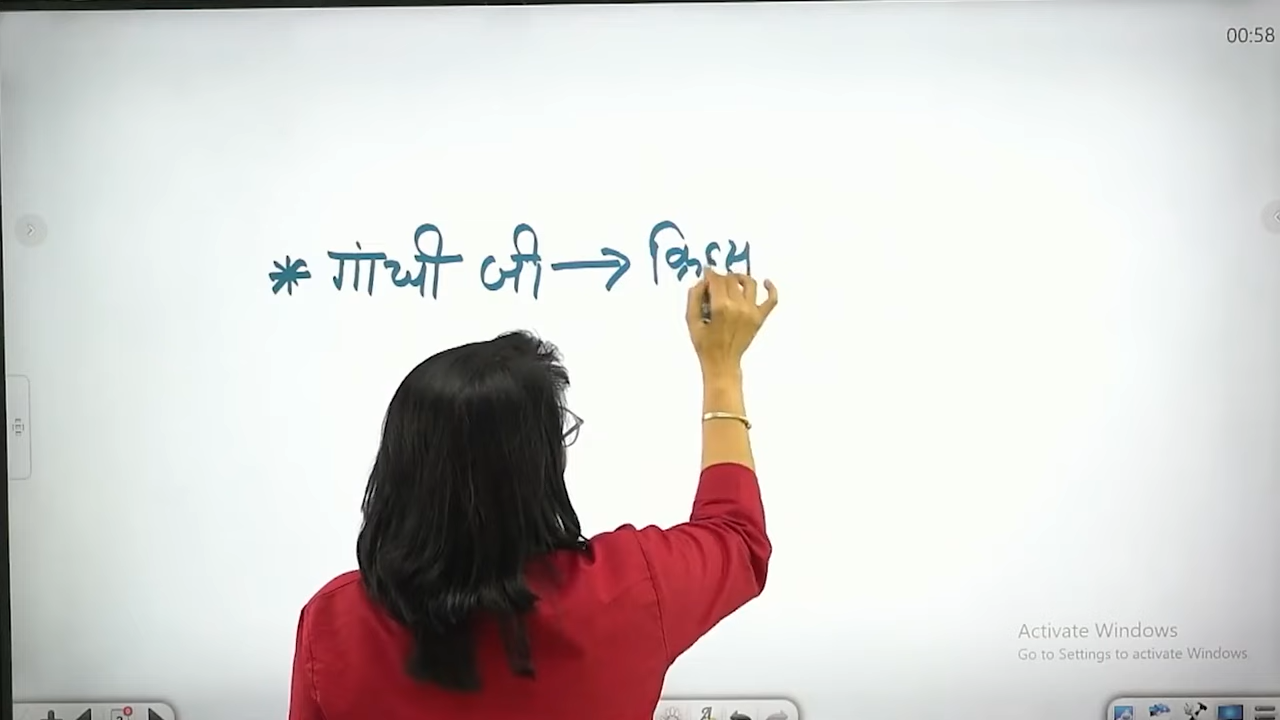 00:58
* गांधी जी →
Activate Windows
Go to Settings to activate Windows.